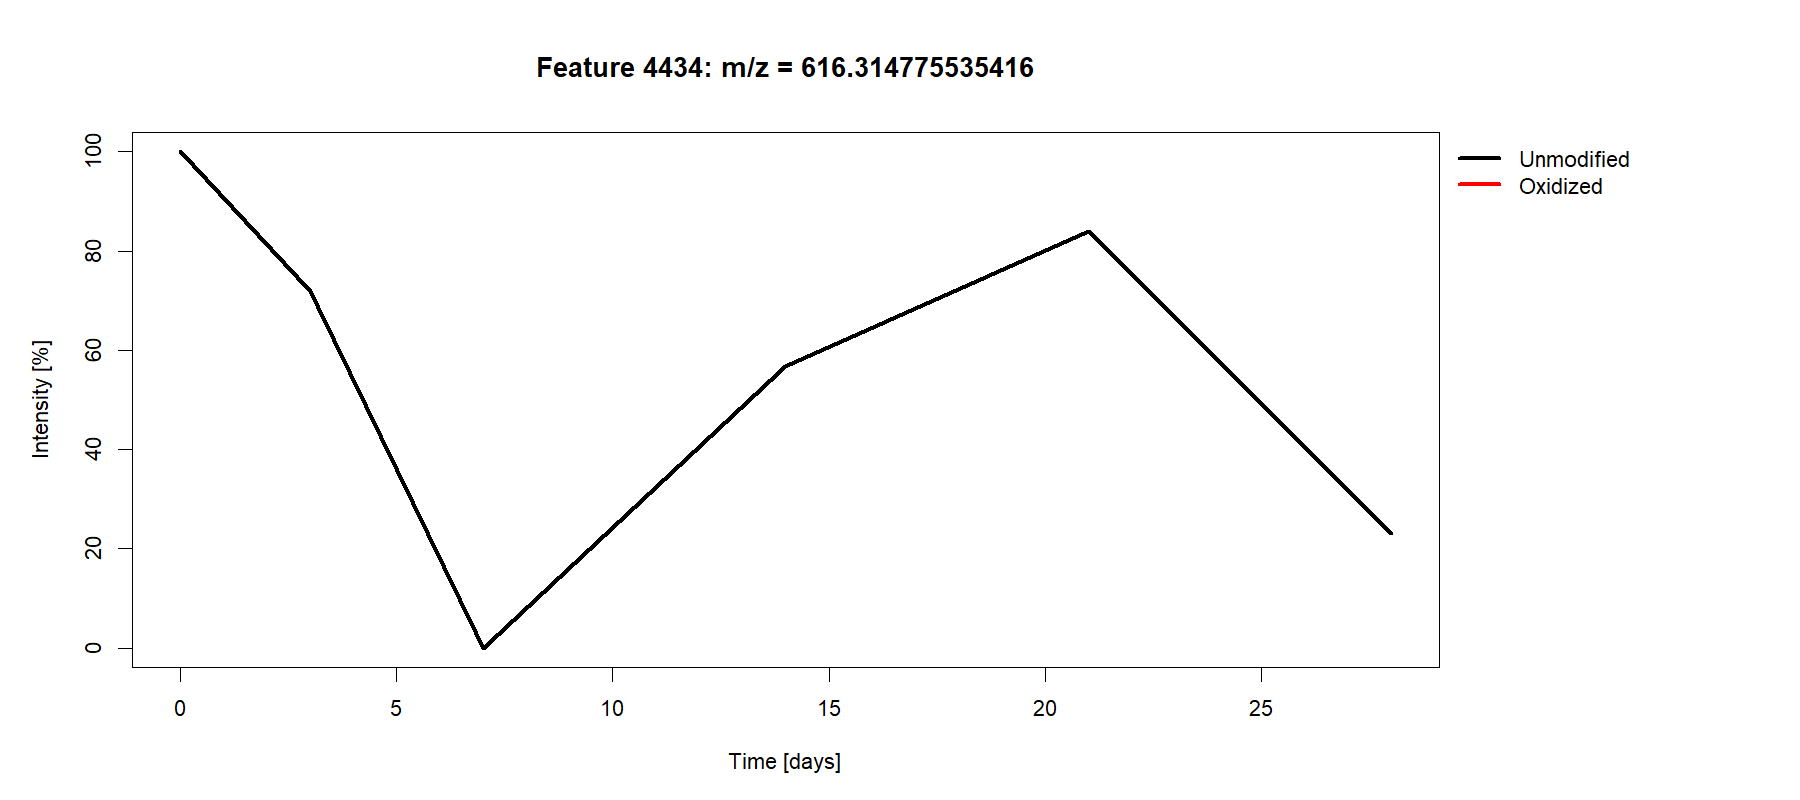 Feature 4434: m/z = 616.314775535416
Unmodified
Oxidized
Intensity [%]
100
80
60
40
20
0
0 5 10 15 20 25
Time [days]